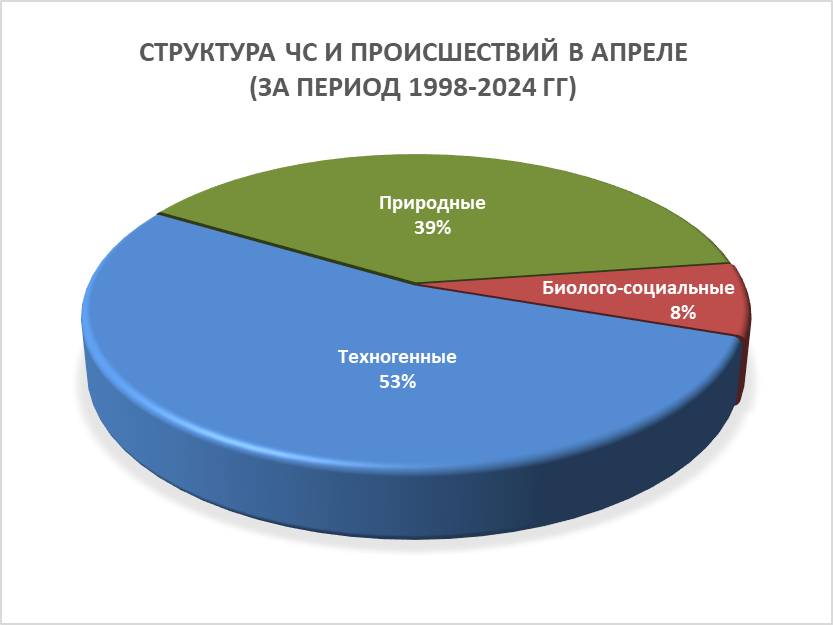 СТРУКТУРА ЧС И ПРОИСШЕСТВИЙ В АПРЕЛЕ
(ЗА ПЕРИОД 1998-2024 ГГ)
Природные
39%
Биолого-социальные
8%
Техногенные
53%